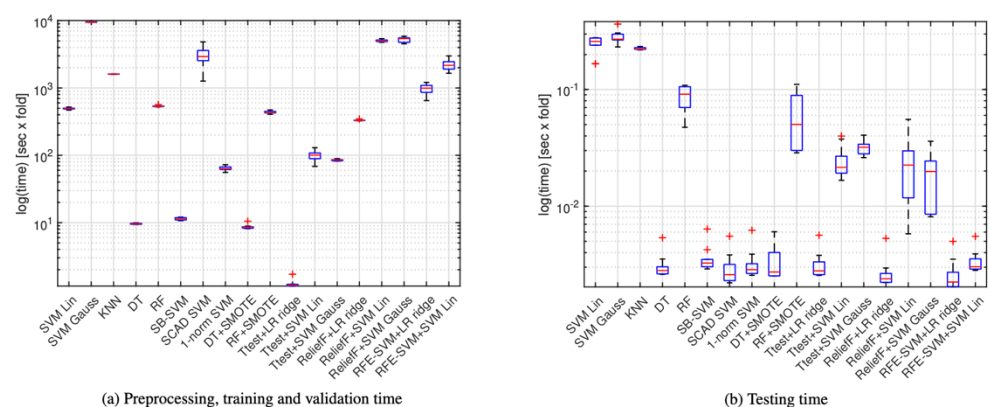 10^4
10^3
10^2
10^1
log(time) [sec x fold]
SVM Lin
SVM Gauss
KNN
DT
RF
SB-SVM
SCAD SVM
1-norm SVM
DT+SMOTE
RF+SMOTE
Ttest+LR ridge
Ttest+SVM Lin
Ttest+SVM Gauss
ReliefF+LR ridge
ReliefF+SVM Lin
ReliefF+SVM Gauss
RFE-SVM+LR ridge
RFE-SVM+SVM Lin
(a) Preprocessing, training and validation time
10^-1
10^-2
log(time) [sec x fold]
SVM Lin
SVM Gauss
KNN
DT
RF
SB-SVM
SCAD SVM
1-norm SVM
DT+SMOTE
RF+SMOTE
Ttest+LR ridge
Ttest+SVM Lin
Ttest+SVM Gauss
ReliefF+LR ridge
ReliefF+SVM Lin
ReliefF+SVM Gauss
RFE-SVM+LR ridge
RFE-SVM+SVM Lin
(b) Testing time